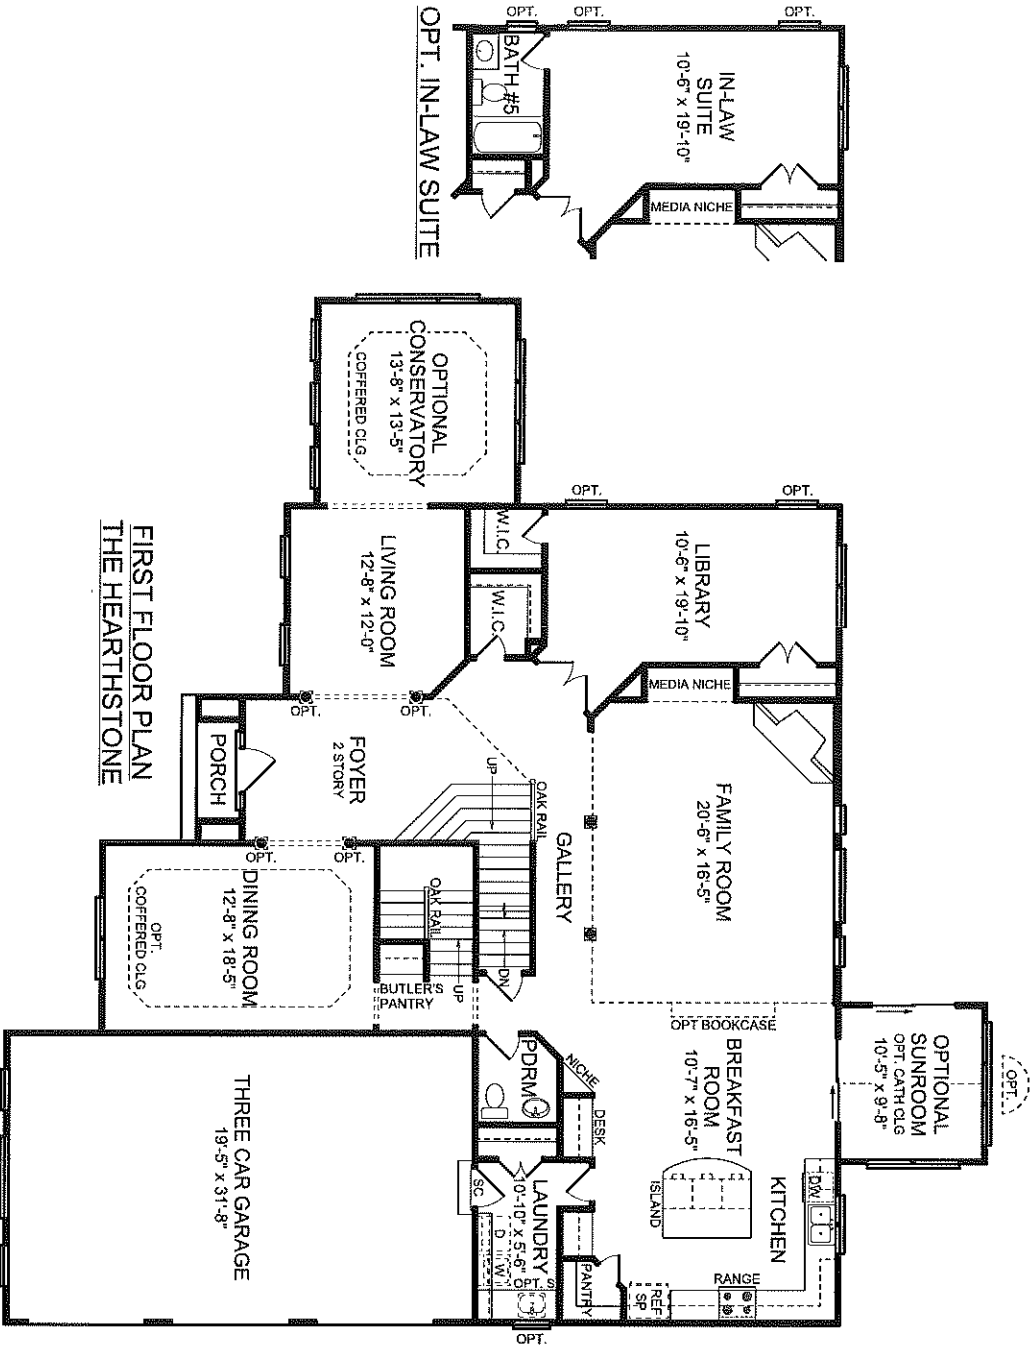 OPT.
OPT.
OPT.
BATH #5
IN-LAW
SUITE
10'-6" x 19'-10"
MEDIA NICHE
OPT. IN-LAW SUITE
OPTIONAL
CONSERVATORY
13'-8" x 13'-5"
COFFERED CLG
OPT.
OPT.
W.I.C.
W.I.C.
LIBRARY
10'-6" x 19'-10"
MEDIA NICHE
LIVING ROOM
12'-8" x 12'-0"
OPT.
OPT.
FOYER
2 STORY
PORCH
OPT.
OPT.
UP
OAK RAIL
GALLERY
FAMILY ROOM
20'-6" x 16'-5"
DINING ROOM
12'-8" x 18'-5"
OPT.
COFFERED CLG
OAK RAIL
UP
DN
BUTLER'S
PANTRY
OPT BOOKCASE
BREAKFAST
ROOM
10'-7" x 16'-5"
OPTIONAL
SUNROOM
OPT. CATH CLG
10'-5" x 9'-8"
OPT.
PDRM
NICHE
DESK
KITCHEN
ISLAND
DW
RANGE
REF
SP
PANTRY
LAUNDRY
10'-10" x 5'-6"
SC
D
W
OPT. S
OPT.
THREE CAR GARAGE
19'-5" x 31'-8"
FIRST FLOOR PLAN
THE HEARTHSTONE